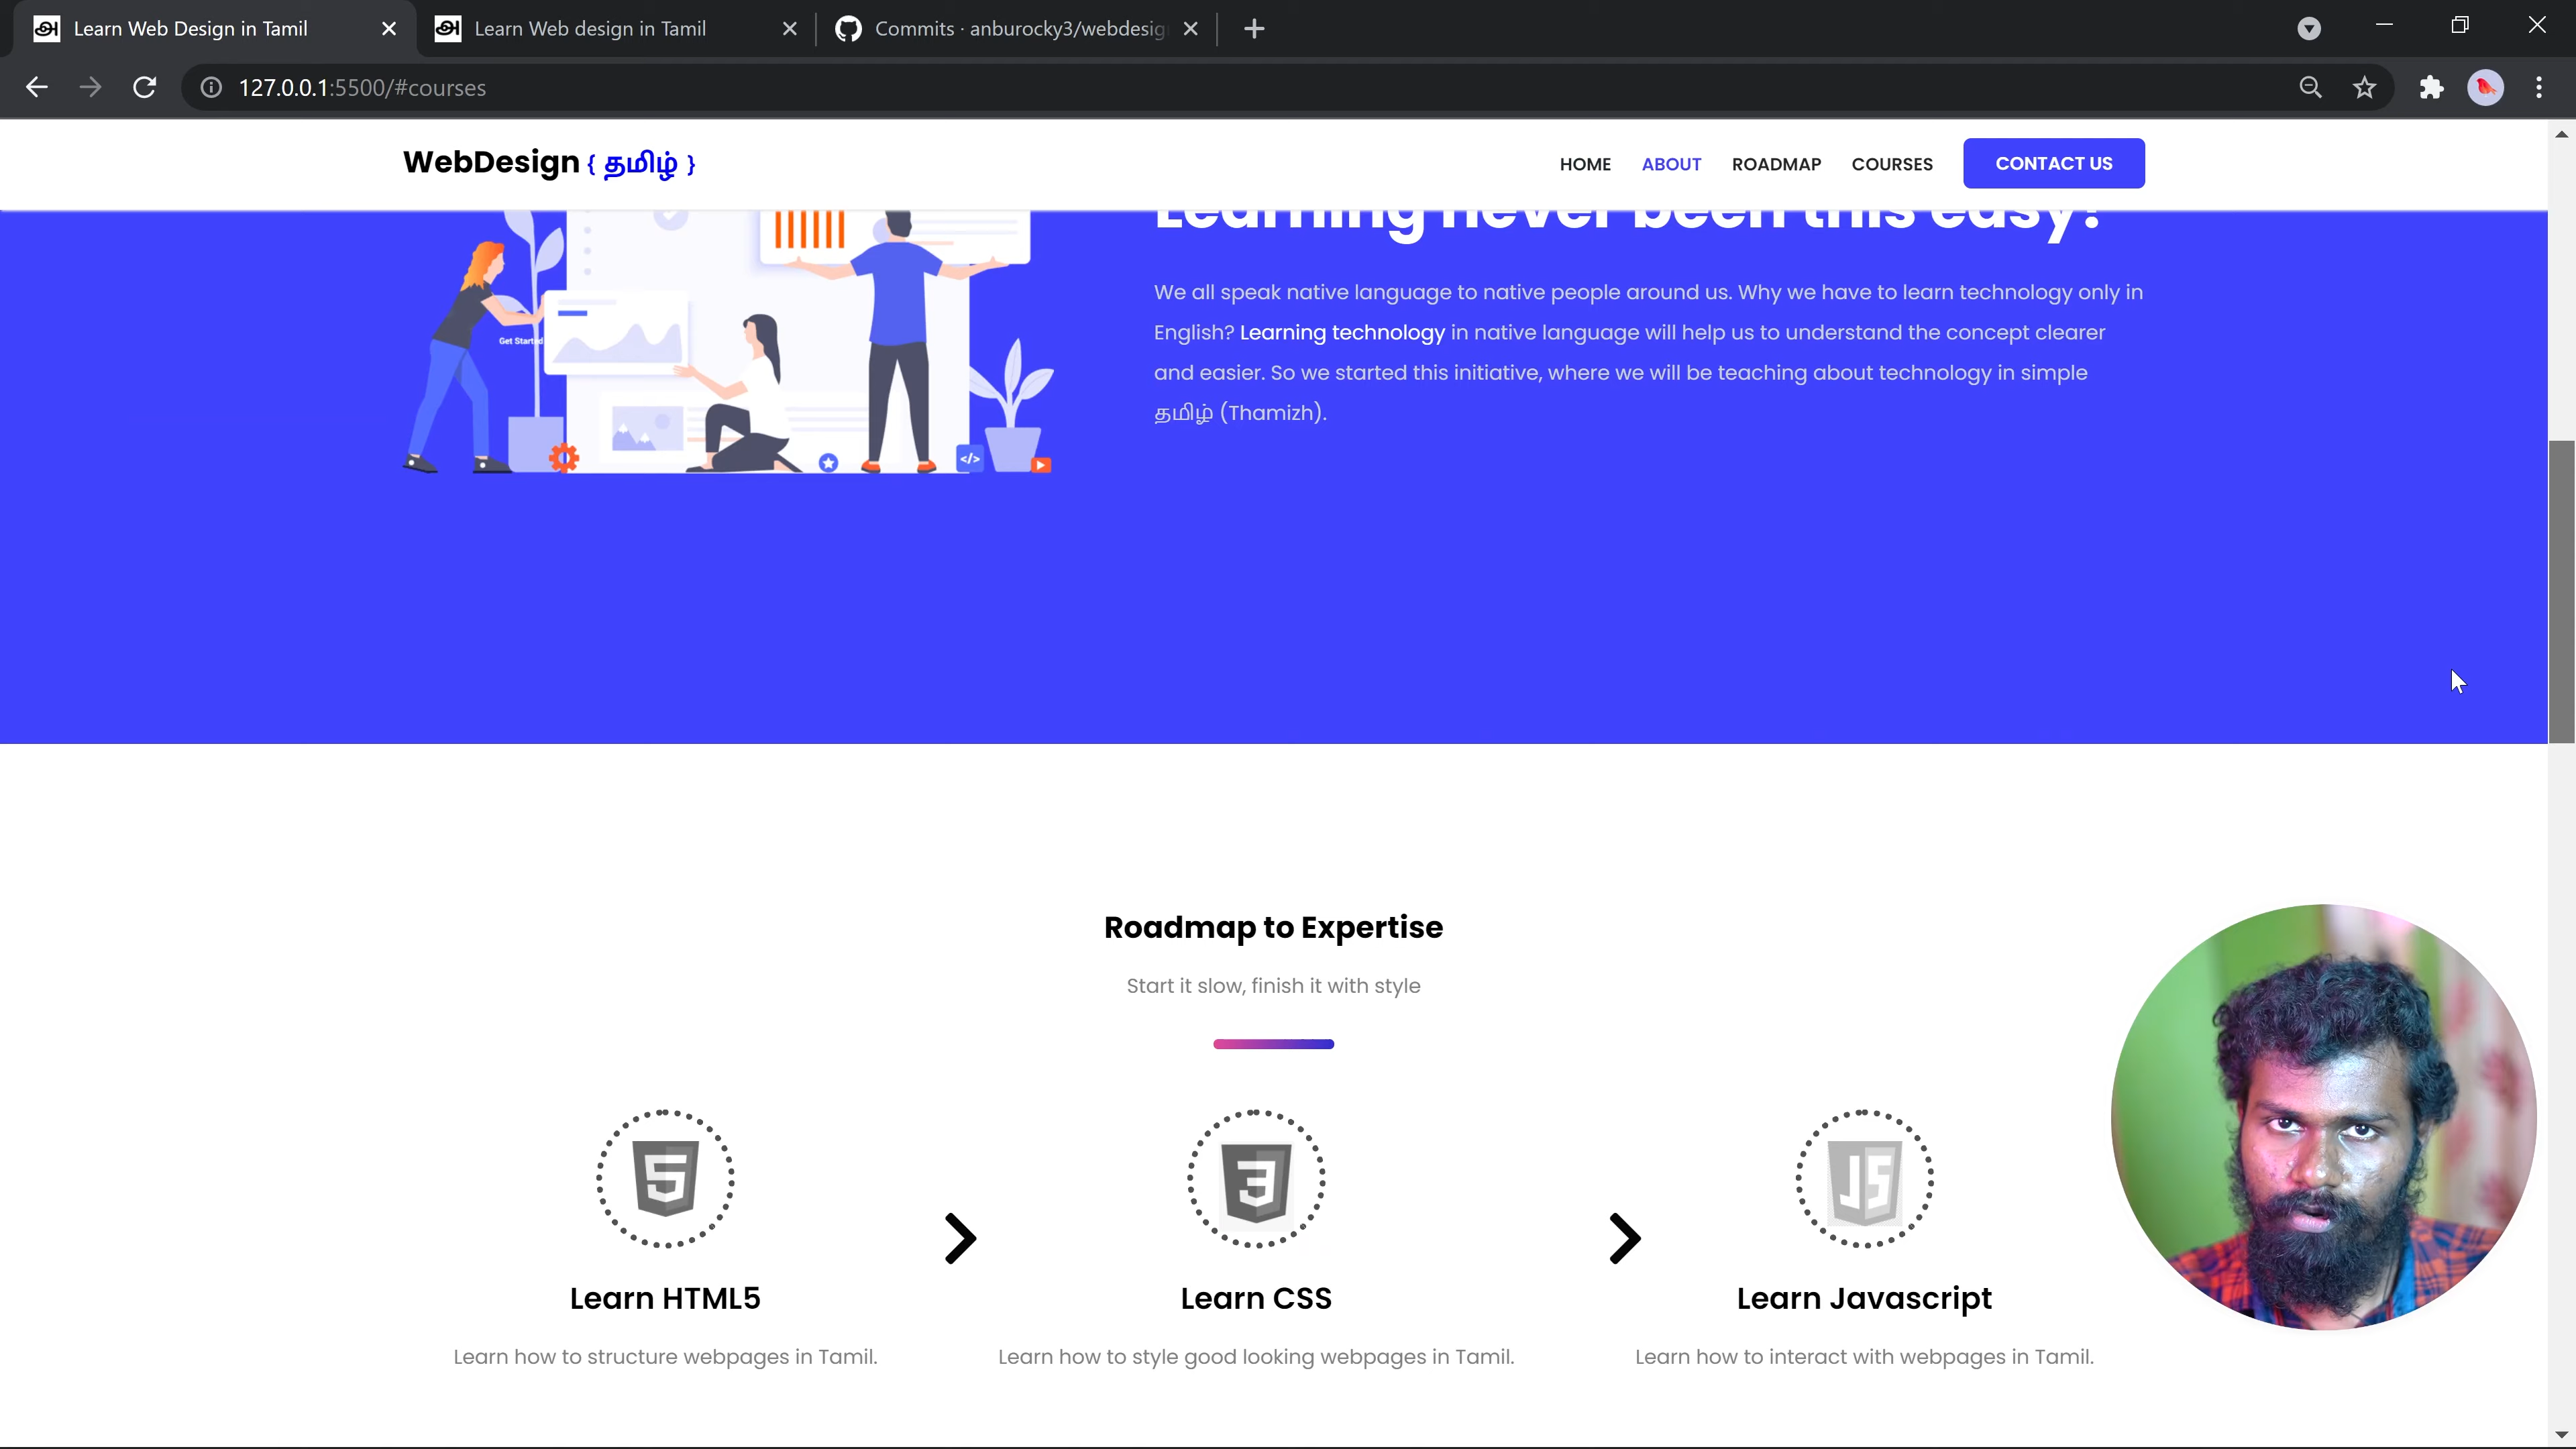 Learn Web Design in Tamil
Learn Web design in Tamil
Commits · anburocky3/webdesig
127.0.0.1:5500/#courses
WebDesign { தமிழ் }
HOME ABOUT ROADMAP COURSES CONTACT US
Learning never been this easy!
We all speak native language to native people around us. Why we have to learn technology only in
English? Learning technology in native language will help us to understand the concept clearer
and easier. So we started this initiative, where we will be teaching about technology in simple
தமிழ் (Thamizh).
Get Started
Roadmap to Expertise
Start it slow, finish it with style
Learn HTML5
Learn how to structure webpages in Tamil.
Learn CSS
Learn how to style good looking webpages in Tamil.
JS
Learn Javascript
Learn how to interact with webpages in Tamil.